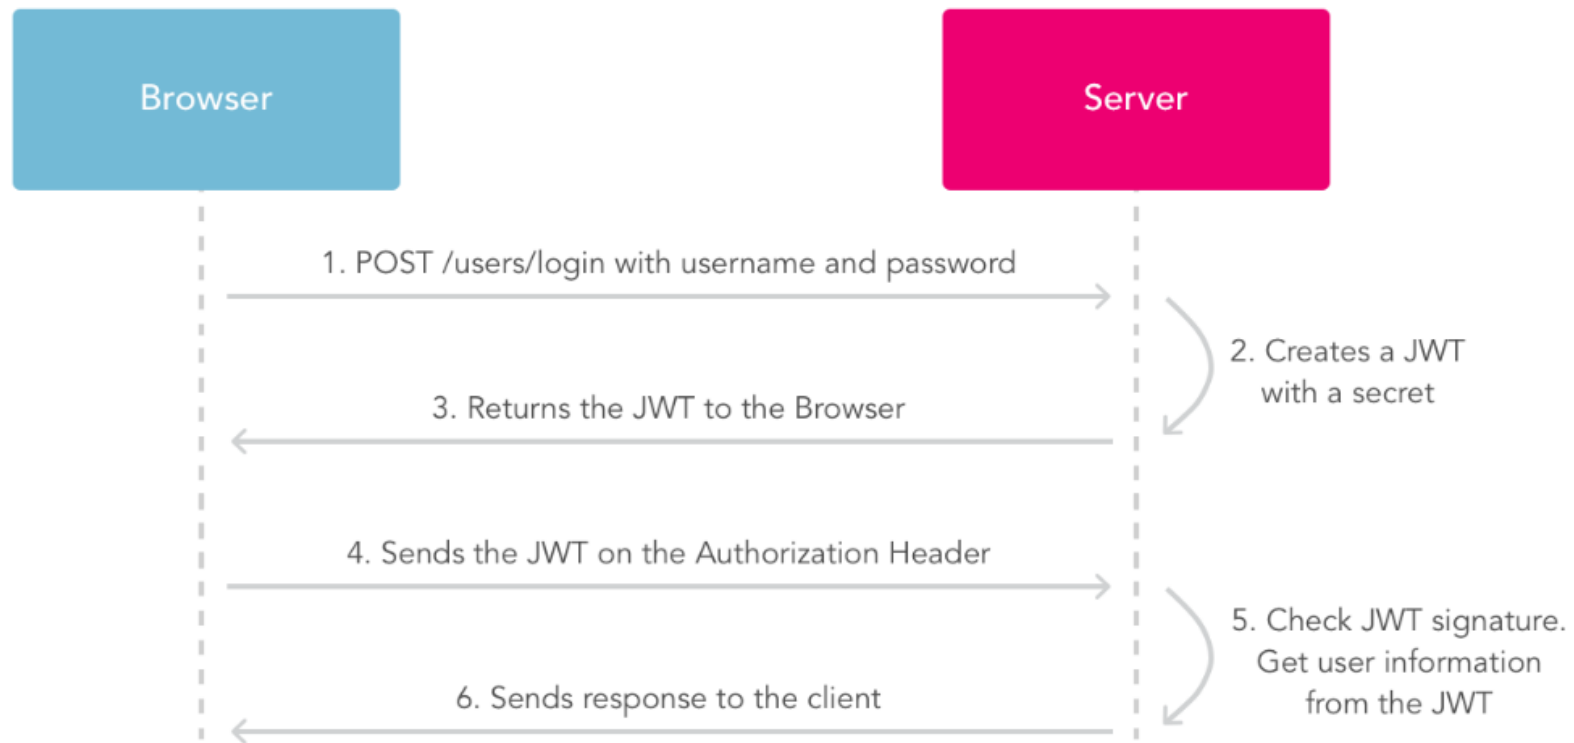 Browser
Server
1. POST /users/login with username and password
2. Creates a JWT
with a secret
3. Returns the JWT to the Browser
4. Sends the JWT on the Authorization Header
5. Check JWT signature.
Get user information
from the JWT
6. Sends response to the client